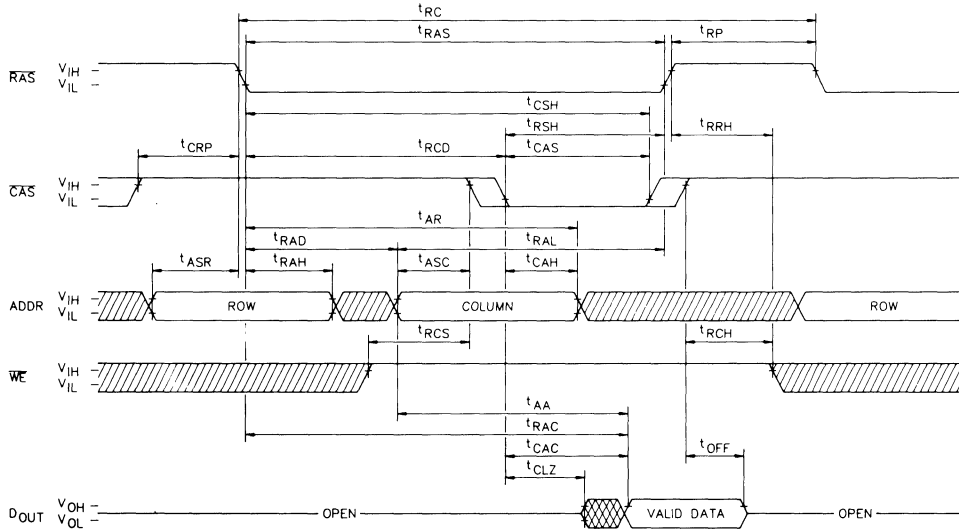 tRC
tRAS
tRP
RAS
VIH
VIL
tCSH
tRSH
tRRH
tCRP
tRCD
tCAS
CAS
VIH
VIL
tAR
tRAD
tRAL
tASR
tRAH
tASC
tCAH
ADDR
VIH
VIL
ROW
COLUMN
ROW
tRCS
tRCH
WE
VIH
VIL
tAA
tRAC
tCAC
tOFF
tCLZ
DOUT
VOH
VOL
OPEN
VALID DATA
OPEN